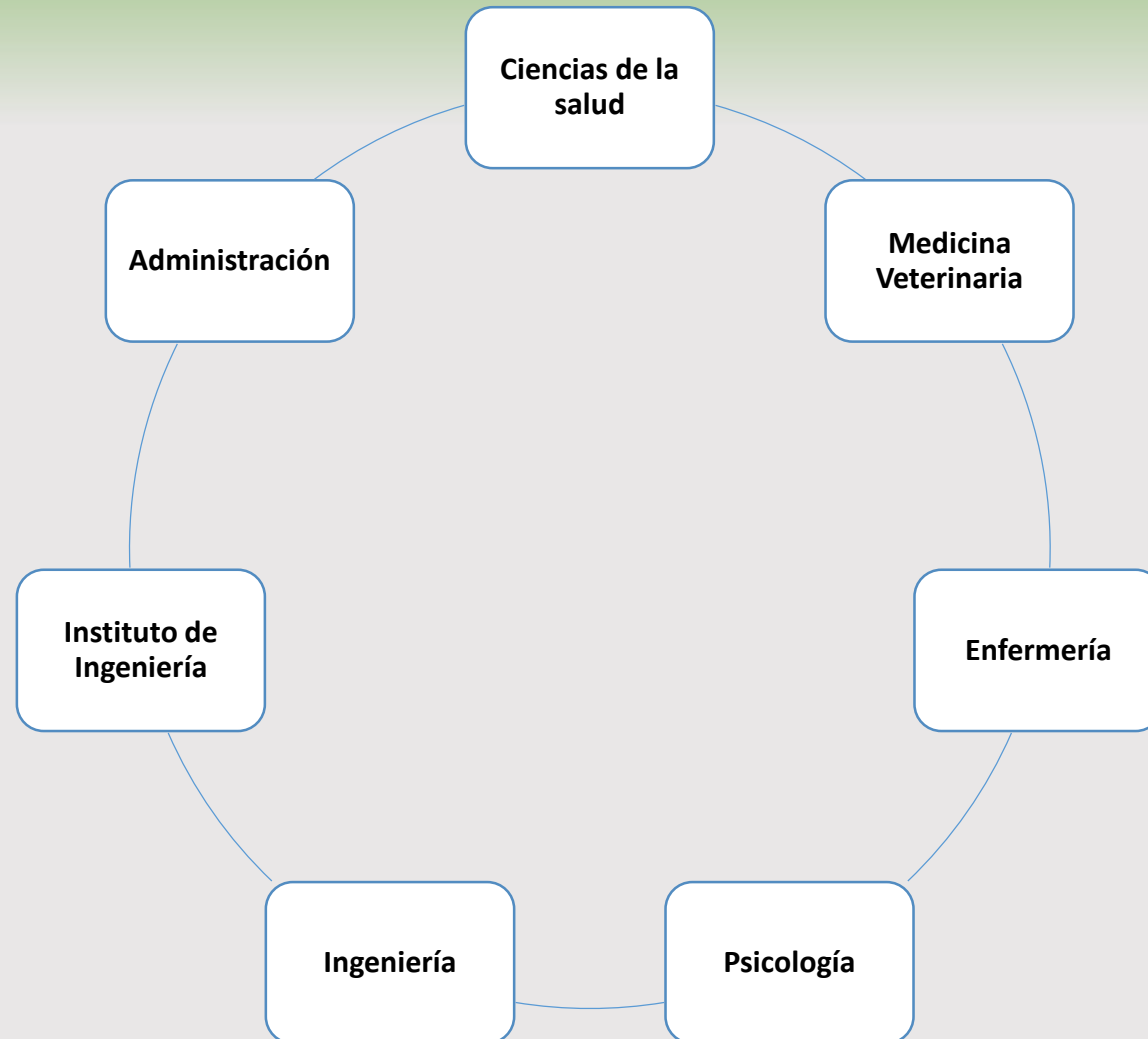 Ciencias de la
salud
Medicina
Veterinaria
Enfermería
Psicología
Ingeniería
Instituto de
Ingeniería
Administración